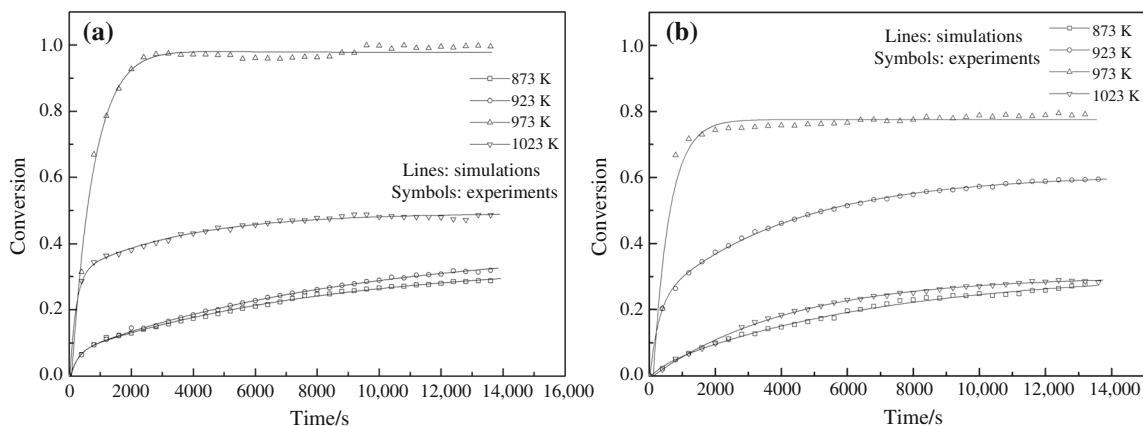 (a)
1.0
0.8
0.6
0.4
0.2
0.0
Conversion
873 K
923 K
973 K
1023 K
Lines: simulations
Symbols: experiments
0 2000 4000 6000 8000 10,000 12,000 14,000 16,000
Time/s
(b)
1.0
0.8
0.6
0.4
0.2
0.0
Conversion
Lines: simulations
Symbols: experiments
873 K
923 K
973 K
1023 K
0 2000 4000 6000 8000 10,000 12,000 14,000
Time/s